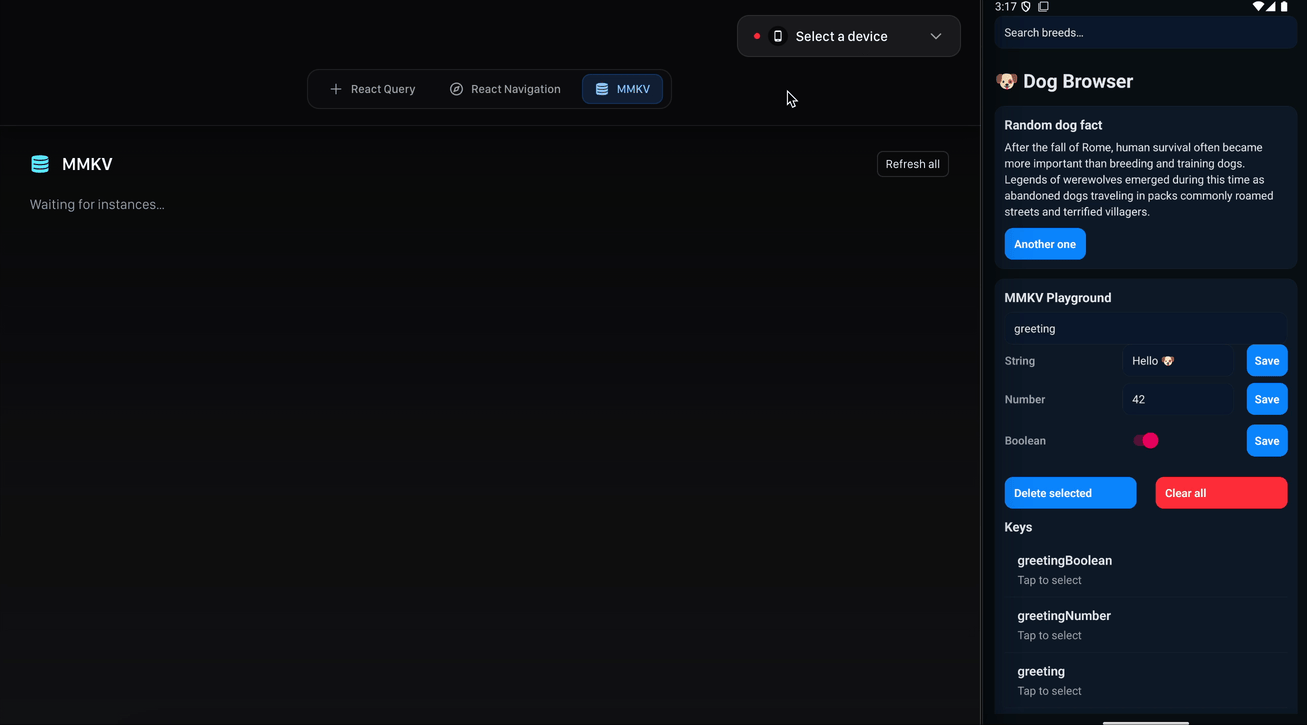 Select a device
React Query
React Navigation
MMKV
MMKV
Refresh all
Waiting for instances...
3:17
Search breeds...
🐶 Dog Browser
Random dog fact
After the fall of Rome, human survival often became
more important than breeding and training dogs.
Legends of werewolves emerged during this time as
abandoned dogs traveling in packs commonly roamed
streets and terrified villagers.
Another one
MMKV Playground
greeting
String
Hello 🐶
Save
Number
42
Save
Boolean
Save
Delete selected
Clear all
Keys
greetingBoolean
Tap to select
greetingNumber
Tap to select
greeting
Tap to select